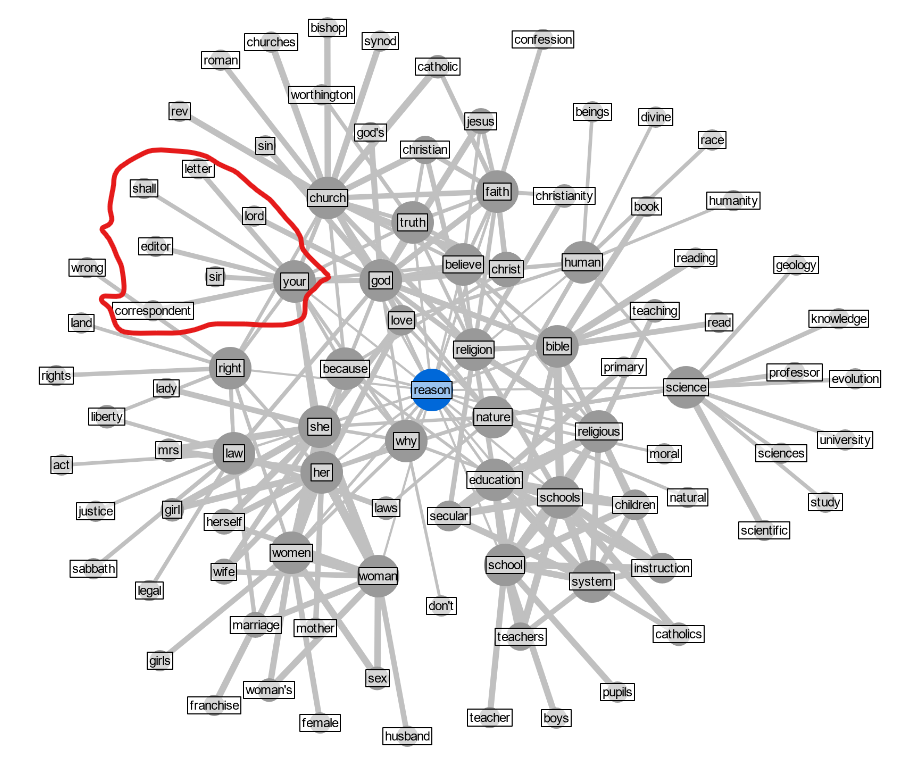 bishop
churches
synod
confession
roman
catholic
worthington
rev
beings
divine
jesus
god's
race
sin
christian
letter
shall
church
faith
christianity
humanity
book
lord
truth
editor
reading
wrong
sir
your
god
believe
christ
human
geology
correspondent
teaching
knowledge
land
love
read
religion
bible
rights
right
because
primary
professor
evolution
lady
reason
science
liberty
nature
she
religious
university
mrs
law
why
moral
sciences
act
her
education
schools
children
natural
study
justice
girl
laws
herself
secular
scientific
women
sabbath
wife
woman
school
system
instruction
legal
don't
marriage
mother
teachers
catholics
girls
sex
woman's
franchise
pupils
female
teacher
boys
husband